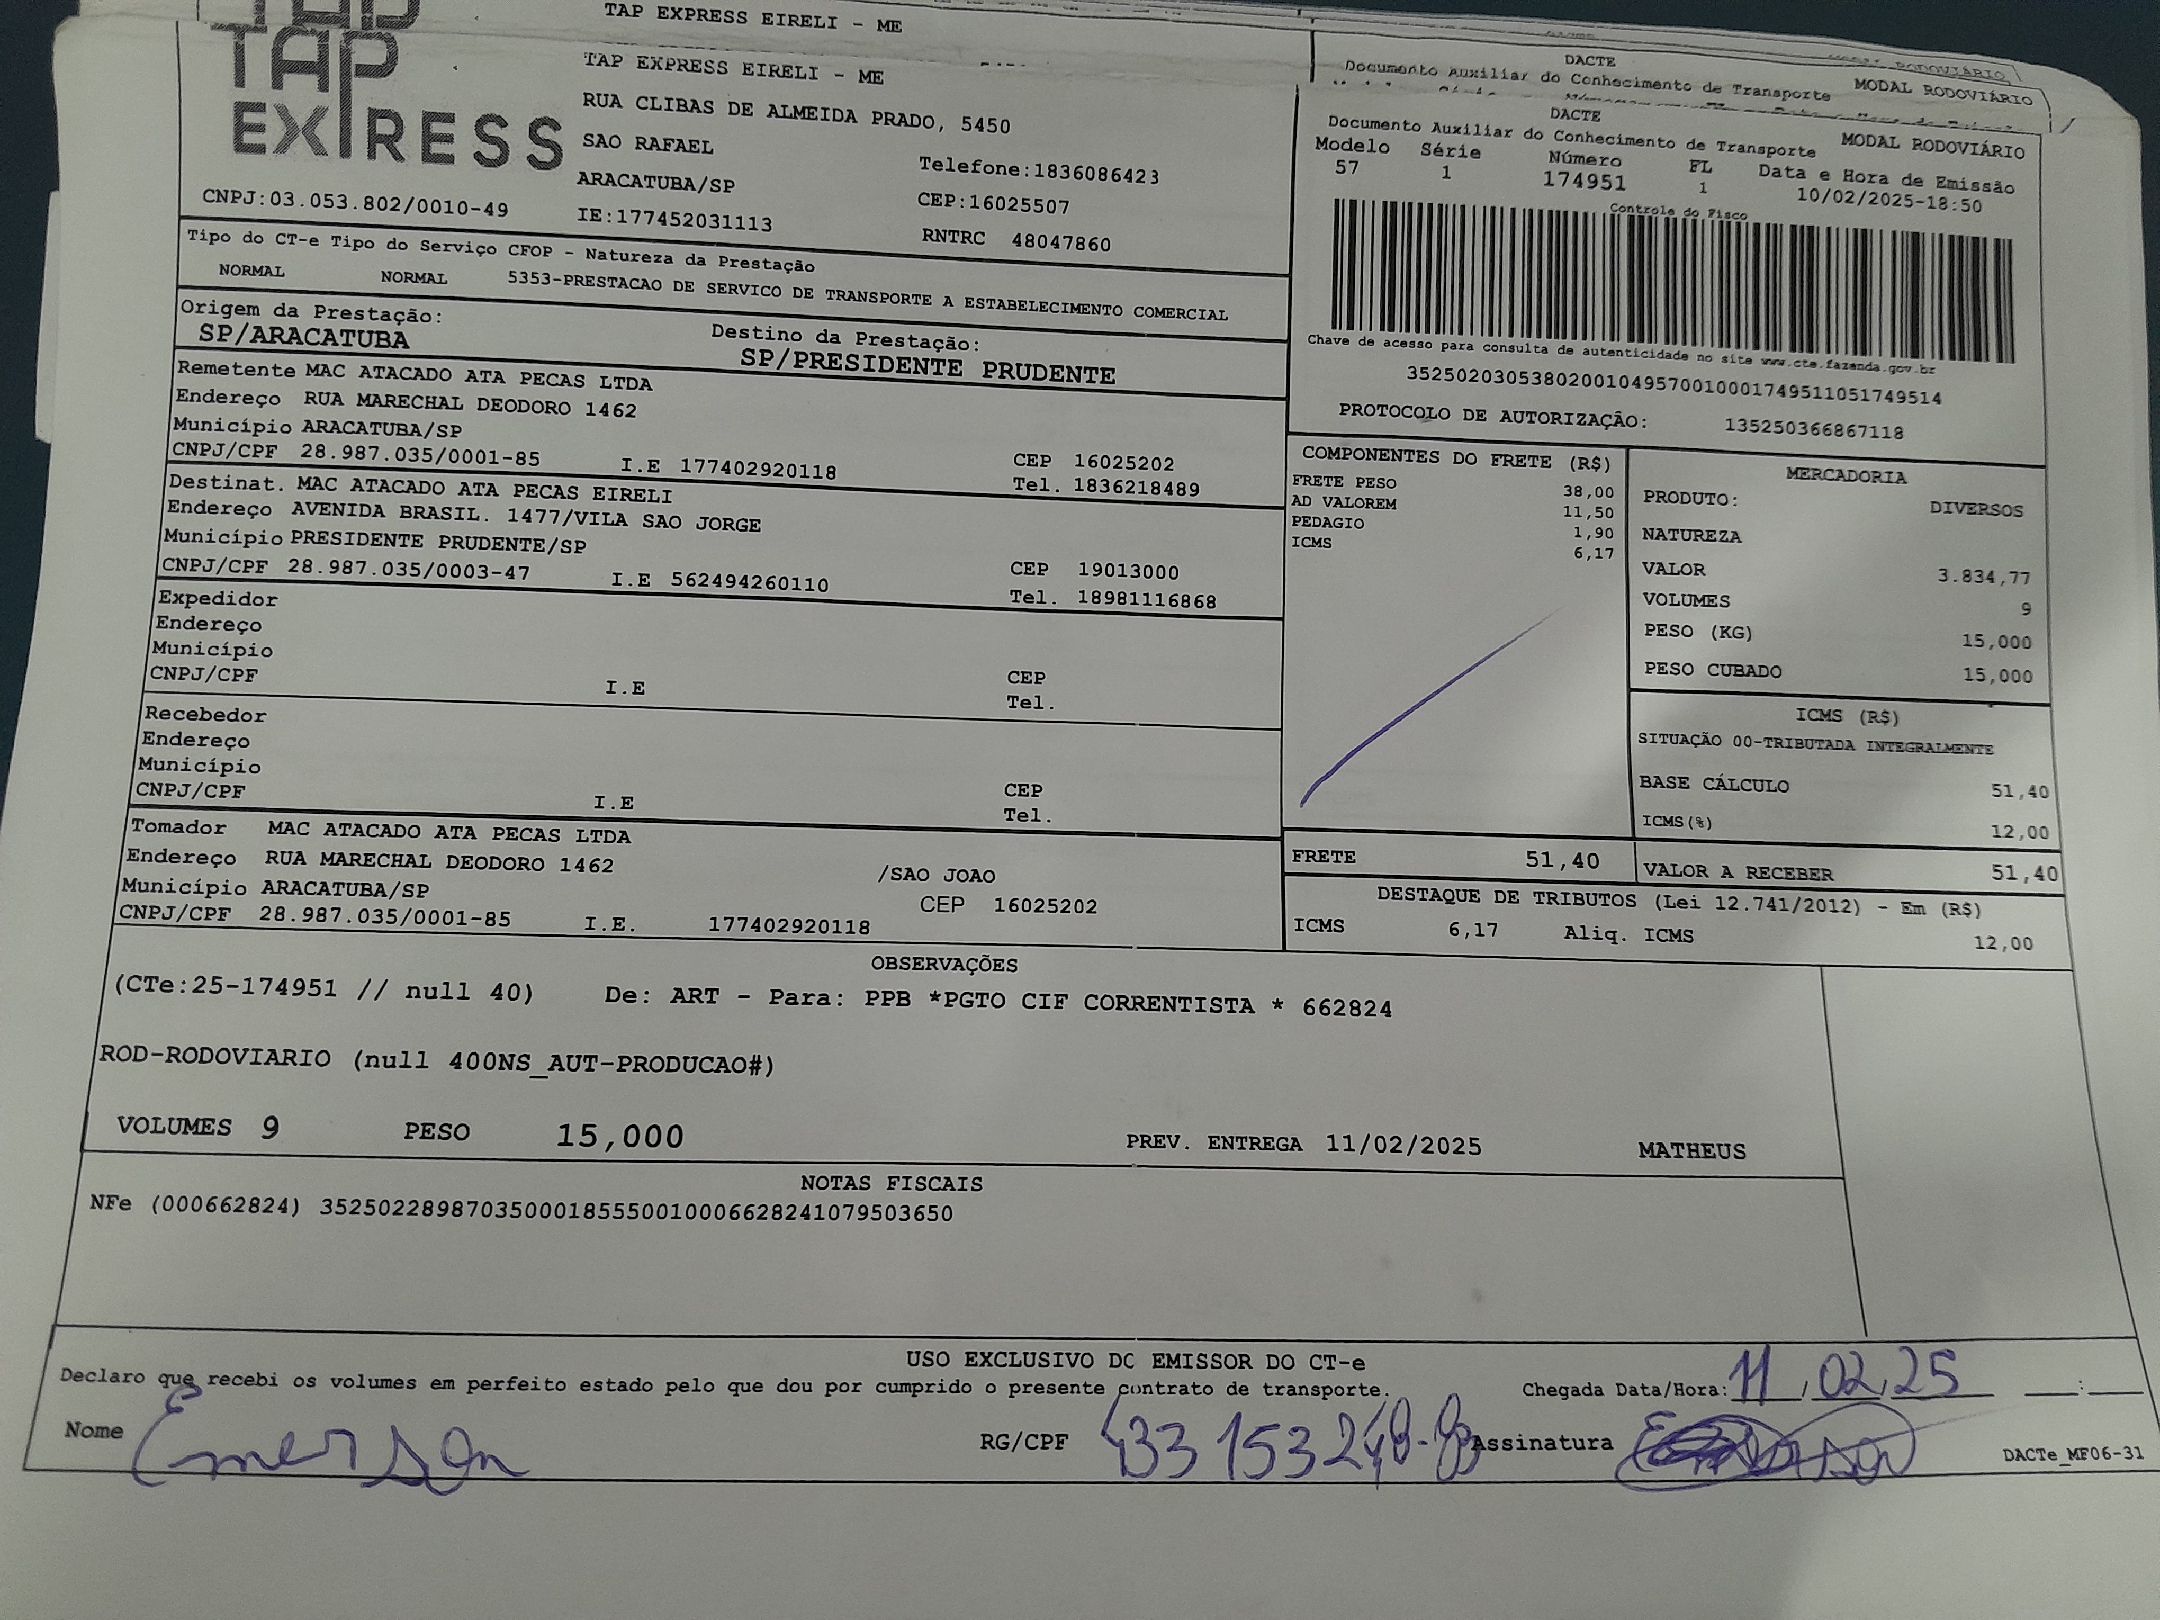 TAP EXPRESS EIRELI - ME
DACTE
Documento Auxiliar do Conhecimento de Transporte
MODAL RODOVIÁRIO
TAP
EXPRESS
CNPJ:03.053.802/0010-49
TAP EXPRESS EIRELI - ME
RUA CLIBAS DE ALMEIDA PRADO, 5450
SAO RAFAEL
Telefone:1836086423
ARACATUBA/SP
CEP:16025507
IE:177452031113
RNTRC 48047860
DACTE
Documento Auxiliar do Conhecimento de Transporte
MODAL RODOVIÁRIO
Modelo Série Número FL Data e Hora de Emissão
57 1 174951 1 10/02/2025-18:50
Controle do Fisco
Chave de acesso para consulta de autenticidade no site www.cte.fazenda.gov.br
35250203053802001049570010001749511051749514
PROTOCOLO DE AUTORIZAÇÃO: 135250366867118
Tipo do CT-e Tipo do Serviço CFOP - Natureza da Prestação
NORMAL NORMAL 5353-PRESTACAO DE SERVICO DE TRANSPORTE A ESTABELECIMENTO COMERCIAL
Origem da Prestação: Destino da Prestação:
SP/ARACATUBA SP/PRESIDENTE PRUDENTE
Remetente MAC ATACADO ATA PECAS LTDA
Endereço RUA MARECHAL DEODORO 1462
Município ARACATUBA/SP CEP 16025202
CNPJ/CPF 28.987.035/0001-85 I.E 177402920118 Tel. 1836218489
Destinat. MAC ATACADO ATA PECAS EIRELI
Endereço AVENIDA BRASIL. 1477/VILA SAO JORGE
Município PRESIDENTE PRUDENTE/SP CEP 19013000
CNPJ/CPF 28.987.035/0003-47 I.E 562494260110 Tel. 18981116868
Expedidor
Endereço
Município CEP
CNPJ/CPF I.E Tel.
Recebedor
Endereço
Município CEP
CNPJ/CPF I.E Tel.
Tomador MAC ATACADO ATA PECAS LTDA
Endereço RUA MARECHAL DEODORO 1462 /SAO JOAO
Município ARACATUBA/SP CEP 16025202
CNPJ/CPF 28.987.035/0001-85 I.E. 177402920118
COMPONENTES DO FRETE (R$)
FRETE PESO 38,00
AD VALOREM 11,50
PEDAGIO 1,90
ICMS 6,17
MERCADORIA
PRODUTO: DIVERSOS
NATUREZA
VALOR 3.834,77
VOLUMES 9
PESO (KG) 15,000
PESO CUBADO 15,000
ICMS (R$)
SITUAÇÃO 00-TRIBUTADA INTEGRALMENTE
BASE CÁLCULO 51,40
ICMS(%) 12,00
FRETE 51,40 VALOR A RECEBER 51,40
DESTAQUE DE TRIBUTOS (Lei 12.741/2012) - Em (R$)
ICMS 6,17 Aliq. ICMS 12,00
OBSERVAÇÕES
(CTe:25-174951 // null 40) De: ART - Para: PPB *PGTO CIF CORRENTISTA * 662824
ROD-RODOVIARIO (null 400NS_AUT-PRODUCAO#)
VOLUMES 9 PESO 15,000 PREV. ENTREGA 11/02/2025 MATHEUS
NOTAS FISCAIS
NFe (000662824) 35250228987035000185550010006628241079503650
USO EXCLUSIVO DO EMISSOR DO CT-e
Declaro que recebi os volumes em perfeito estado pelo que dou por cumprido o presente contrato de transporte. Chegada Data/Hora: 11/02/25 :
Nome Emerson RG/CPF Assinatura
DACTe_MF06-31